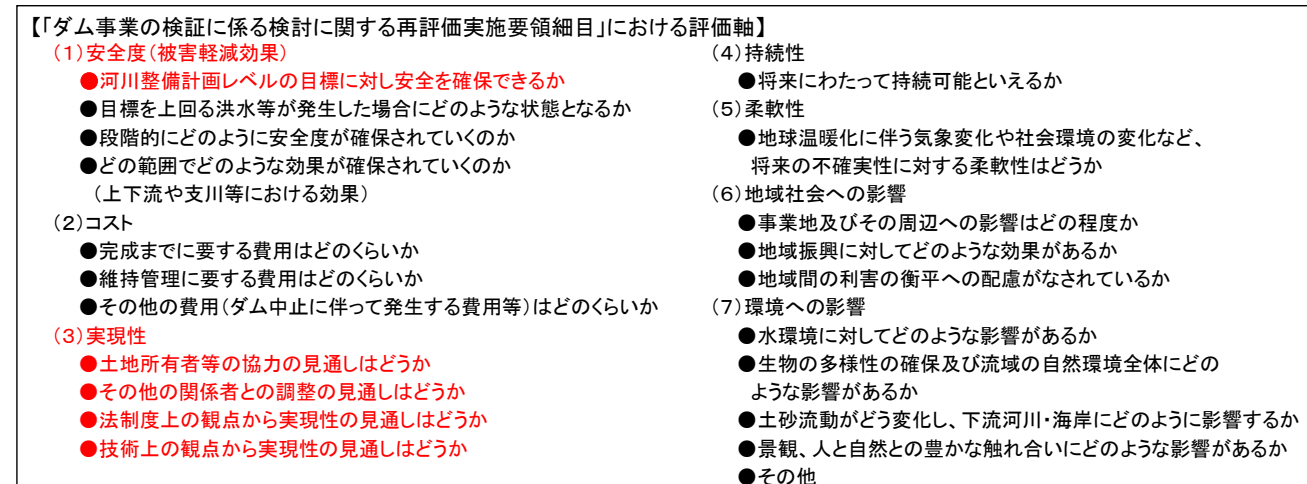 【「ダム事業の検証に係る検討に関する再評価実施要領細目」における評価軸】
（１）安全度（被害軽減効果）
●河川整備計画レベルの目標に対し安全を確保できるか
●目標を上回る洪水等が発生した場合にどのような状態となるか
●段階的にどのように安全度が確保されていくのか
●どの範囲でどのような効果が確保されていくのか
（上下流や支川等における効果）
（２）コスト
●完成までに要する費用はどのくらいか
●維持管理に要する費用はどのくらいか
●その他の費用（ダム中止に伴って発生する費用等）はどのくらいか
（３）実現性
●土地所有者等の協力の見通しはどうか
●その他の関係者との調整の見通しはどうか
●法制度上の観点から実現性の見通しはどうか
●技術上の観点から実現性の見通しはどうか
（４）持続性
●将来にわたって持続可能といえるか
（５）柔軟性
●地球温暖化に伴う気象変化や社会環境の変化など、
将来の不確実性に対する柔軟性はどうか
（６）地域社会への影響
●事業地及びその周辺への影響はどの程度か
●地域振興に対してどのような効果があるか
●地域間の利害の衡平への配慮がなされているか
（７）環境への影響
●水環境に対してどのような影響があるか
●生物の多様性の確保及び流域の自然環境全体にどの
ような影響があるか
●土砂流動がどう変化し、下流河川・海岸にどのように影響するか
●景観、人と自然との豊かな触れ合いにどのような影響があるか
●その他